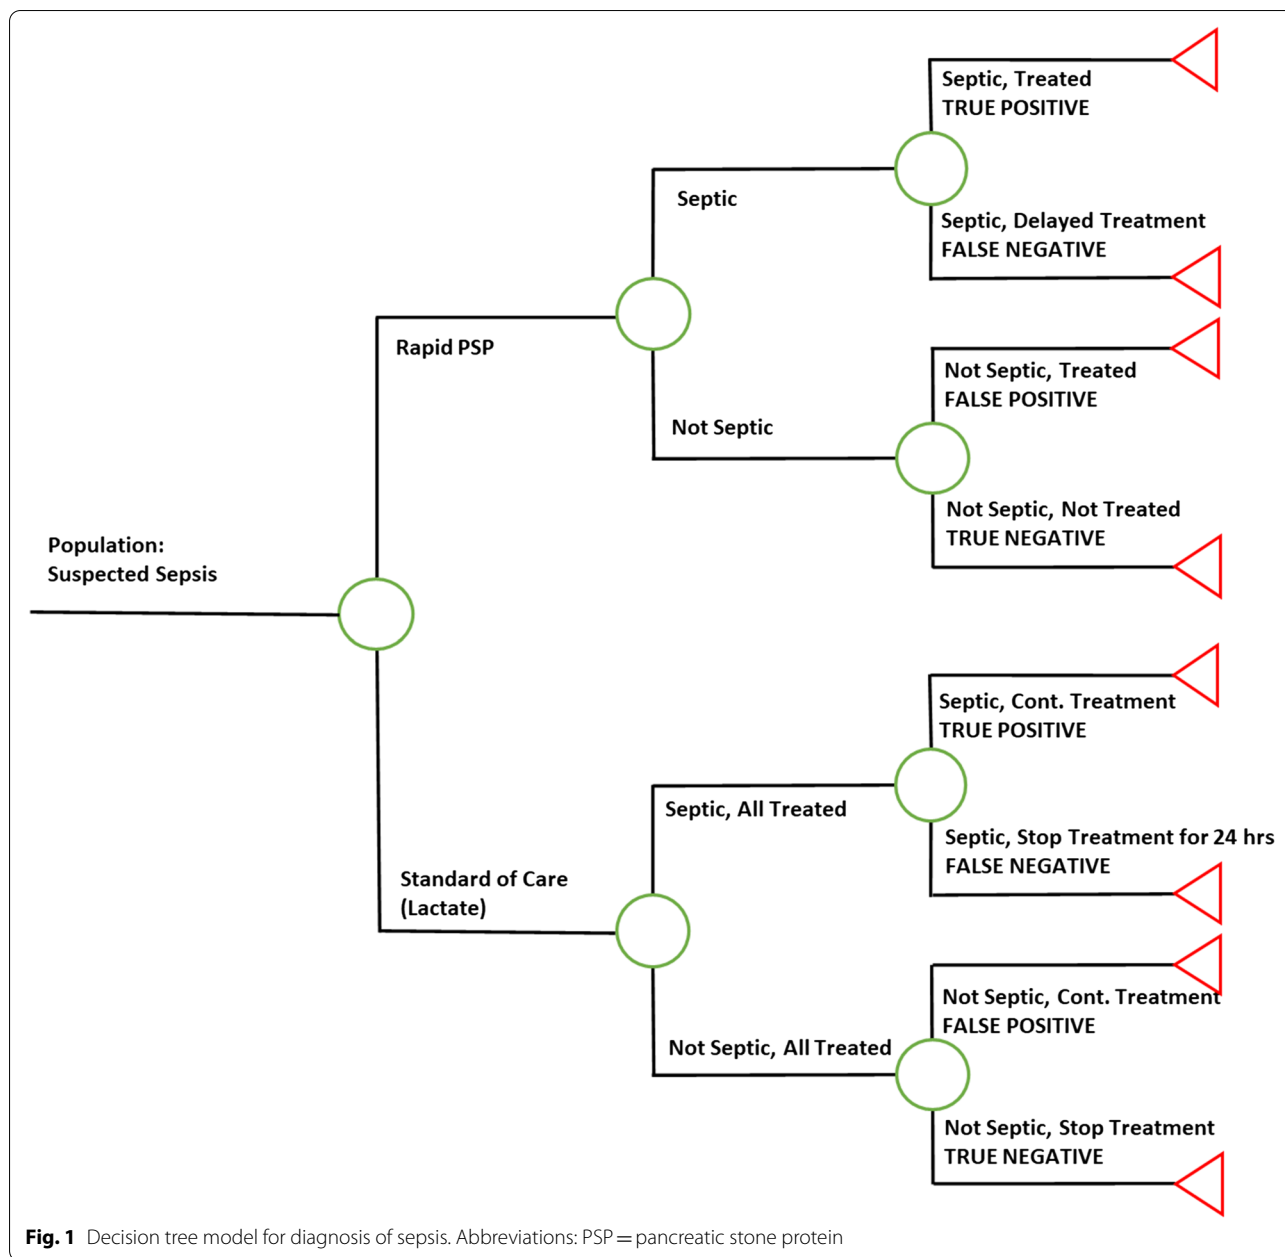 Septic, Treated
TRUE POSITIVE
Septic
Septic, Delayed Treatment
FALSE NEGATIVE
Rapid PSP
Not Septic, Treated
FALSE POSITIVE
Not Septic
Not Septic, Not Treated
TRUE NEGATIVE
Population:
Suspected Sepsis
Septic, Cont. Treatment
TRUE POSITIVE
Septic, All Treated
Septic, Stop Treatment for 24 hrs
FALSE NEGATIVE
Standard of Care
(Lactate)
Not Septic, Cont. Treatment
FALSE POSITIVE
Not Septic, All Treated
Not Septic, Stop Treatment
TRUE NEGATIVE
Fig. 1 Decision tree model for diagnosis of sepsis. Abbreviations: PSP = pancreatic stone protein